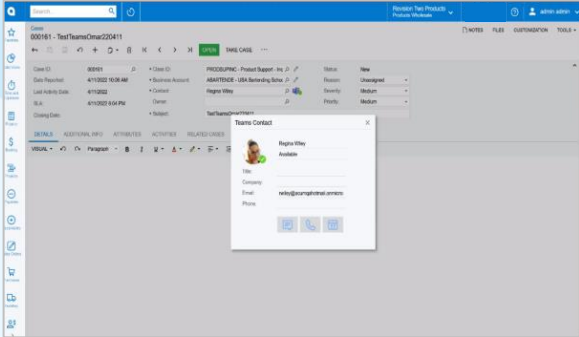 Search...
Revision Two Products
Products Wholesale
admin admin
Cases
000161 - TestTeamsOmar220411
NOTES FILES CUSTOMIZATION TOOLS
OPEN TAKE CASE ...
Case ID: 000161 * Class ID: PRODSUPINC - Product Support - Inc Status: New
Date Reported: 4/11/2022 10:06 AM * Business Account: ABARTENDE - USA Bartending Schoo Reason: Unassigned
Last Activity Date: 4/11/2022 * Contact: Regina Wiley Severity: Medium
SLA: 4/11/2022 6:04 PM Owner: Priority: Medium
Closing Date: * Subject: TestTeamsOmar220411
DETAILS ADDITIONAL INFO ATTRIBUTES ACTIVITIES RELATED CASES
VISUAL Paragraph B I U A
Teams Contact
Regina Wiley
Available
Title:
Company:
Email:
Phone: